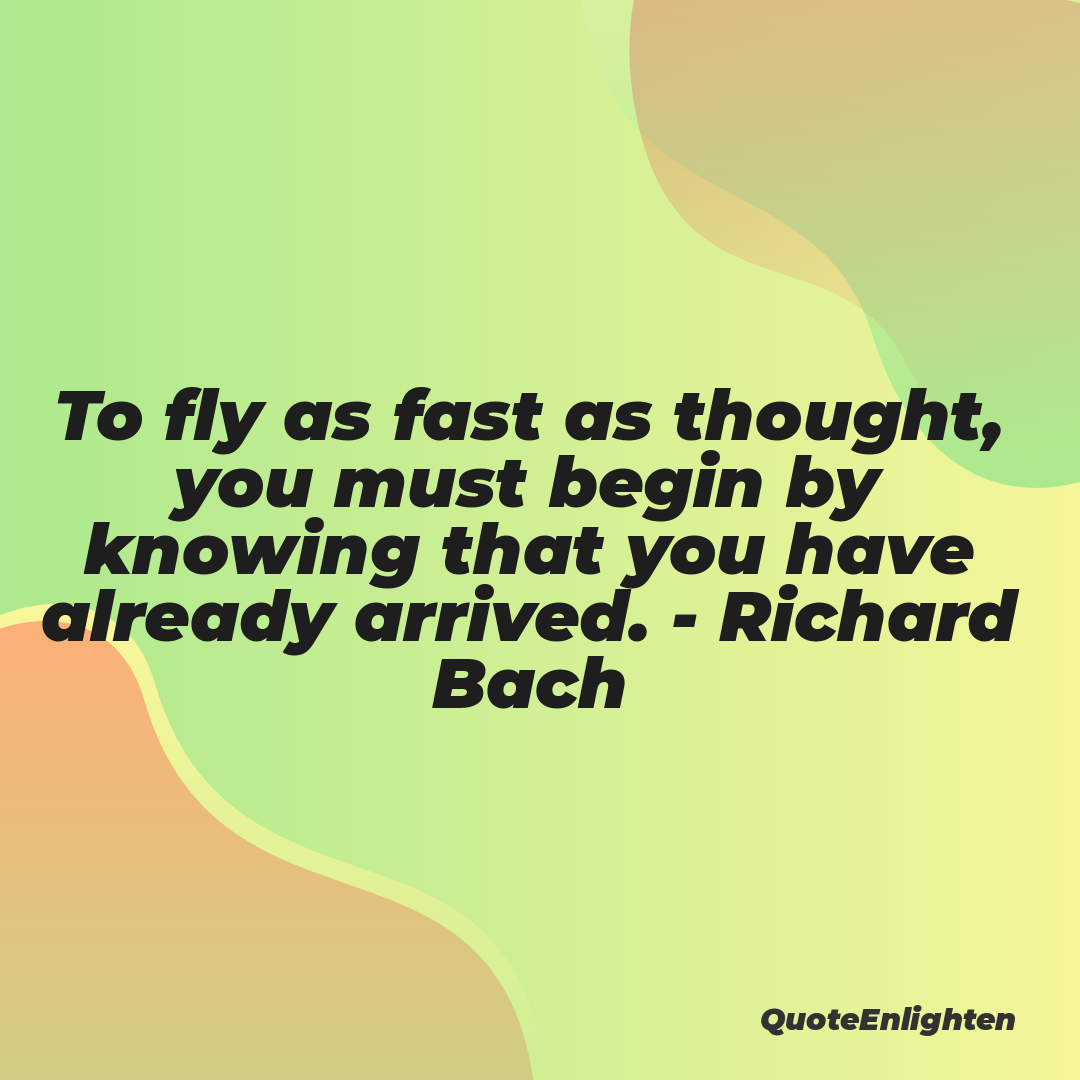 To fly as fast as thought,
you must begin by
knowing that you have
already arrived. - Richard
Bach
QuoteEnlighten